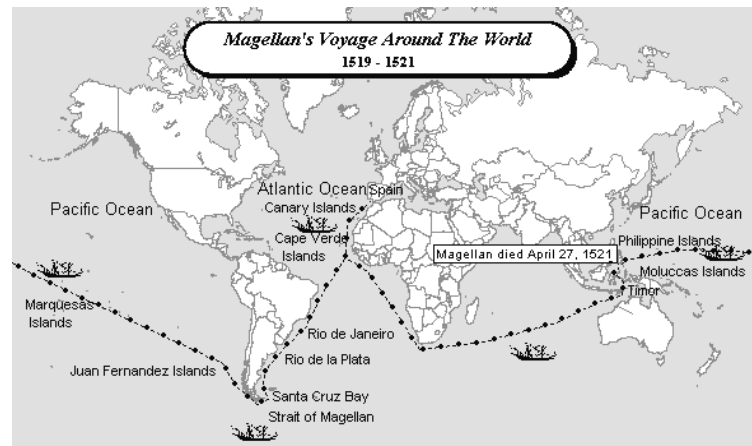 Magellan's Voyage Around The World
1519 - 1521
Atlantic Ocean
Spain
Canary Islands
Pacific Ocean
Pacific Ocean
Cape Verde
Islands
Philippine Islands
Magellan died April 27, 1521
Moluccas Islands
Timor
Marquesas
Islands
Rio de Janeiro
Rio de la Plata
Juan Fernandez Islands
Santa Cruz Bay
Strait of Magellan